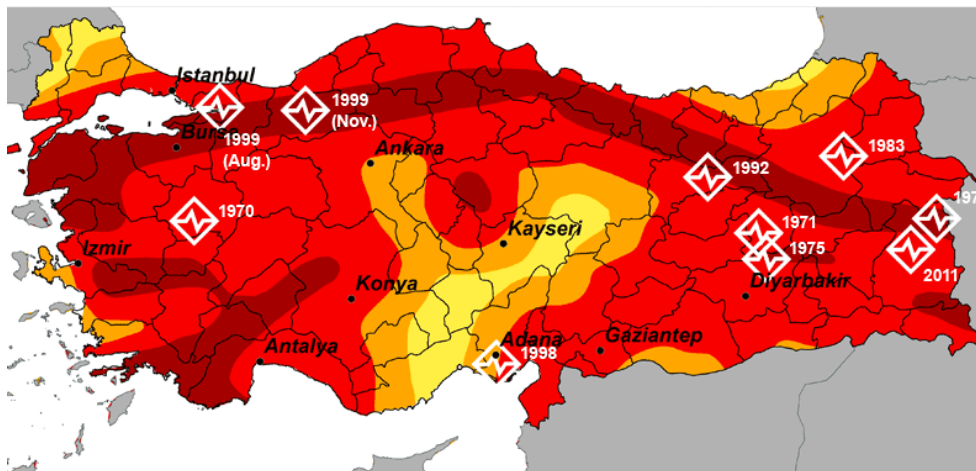 Istanbul
1999
(Nov.)
Bursa
1999
(Aug.)
1983
Ankara
1992
1970
1971
Kayseri
1975
Izmir
2011
Diyarbakir
Konya
Adana
1998
Gaziantep
Antalya